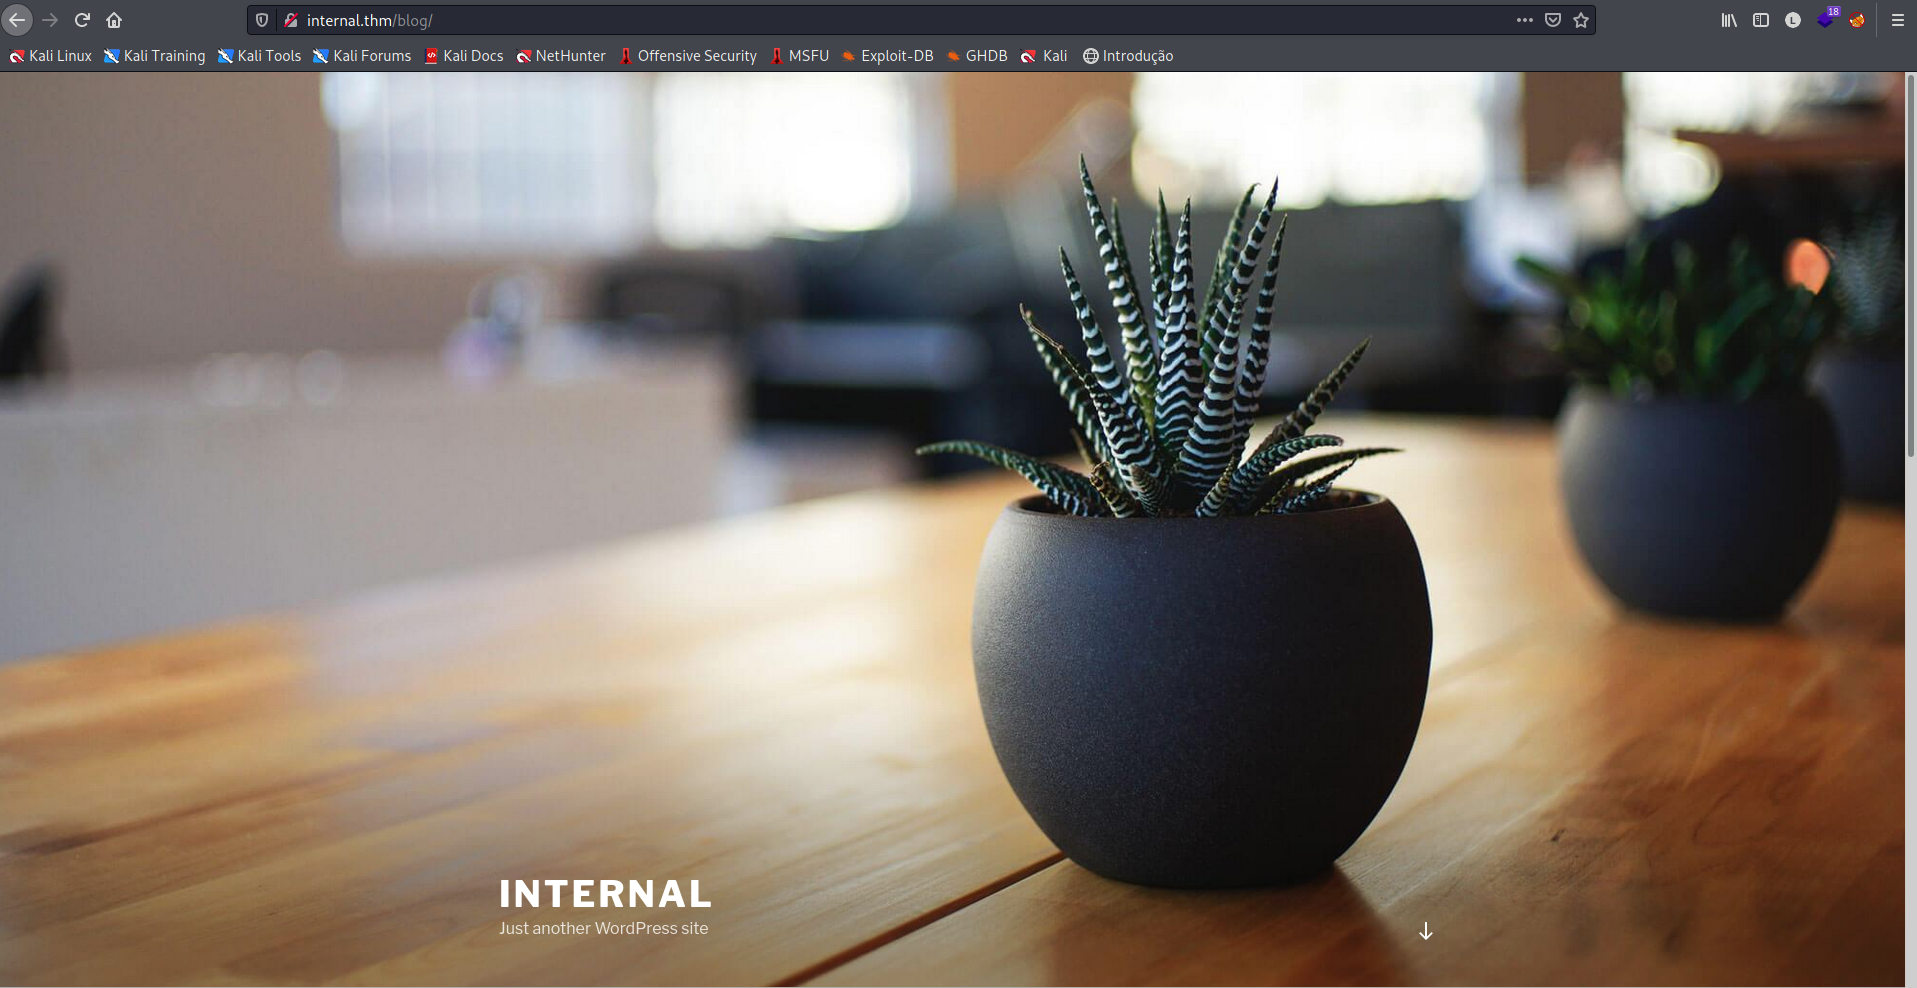 internal.thm/blog/
18
L
Kali Linux Kali Training Kali Tools Kali Forums Kali Docs NetHunter Offensive Security MSFU Exploit-DB GHDB Kali Introdução
INTERNAL
Just another WordPress site